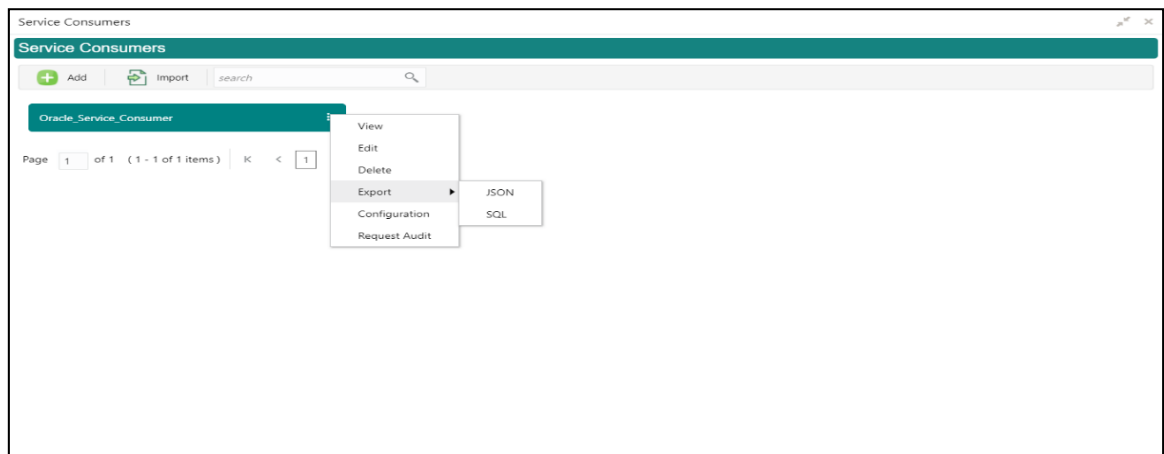 Service Consumers
Service Consumers
Add Import search
Oracle_Service_Consumer
View
Edit
Delete
Export JSON
Configuration SQL
Request Audit
Page 1 of 1 ( 1 - 1 of 1 items ) K < 1